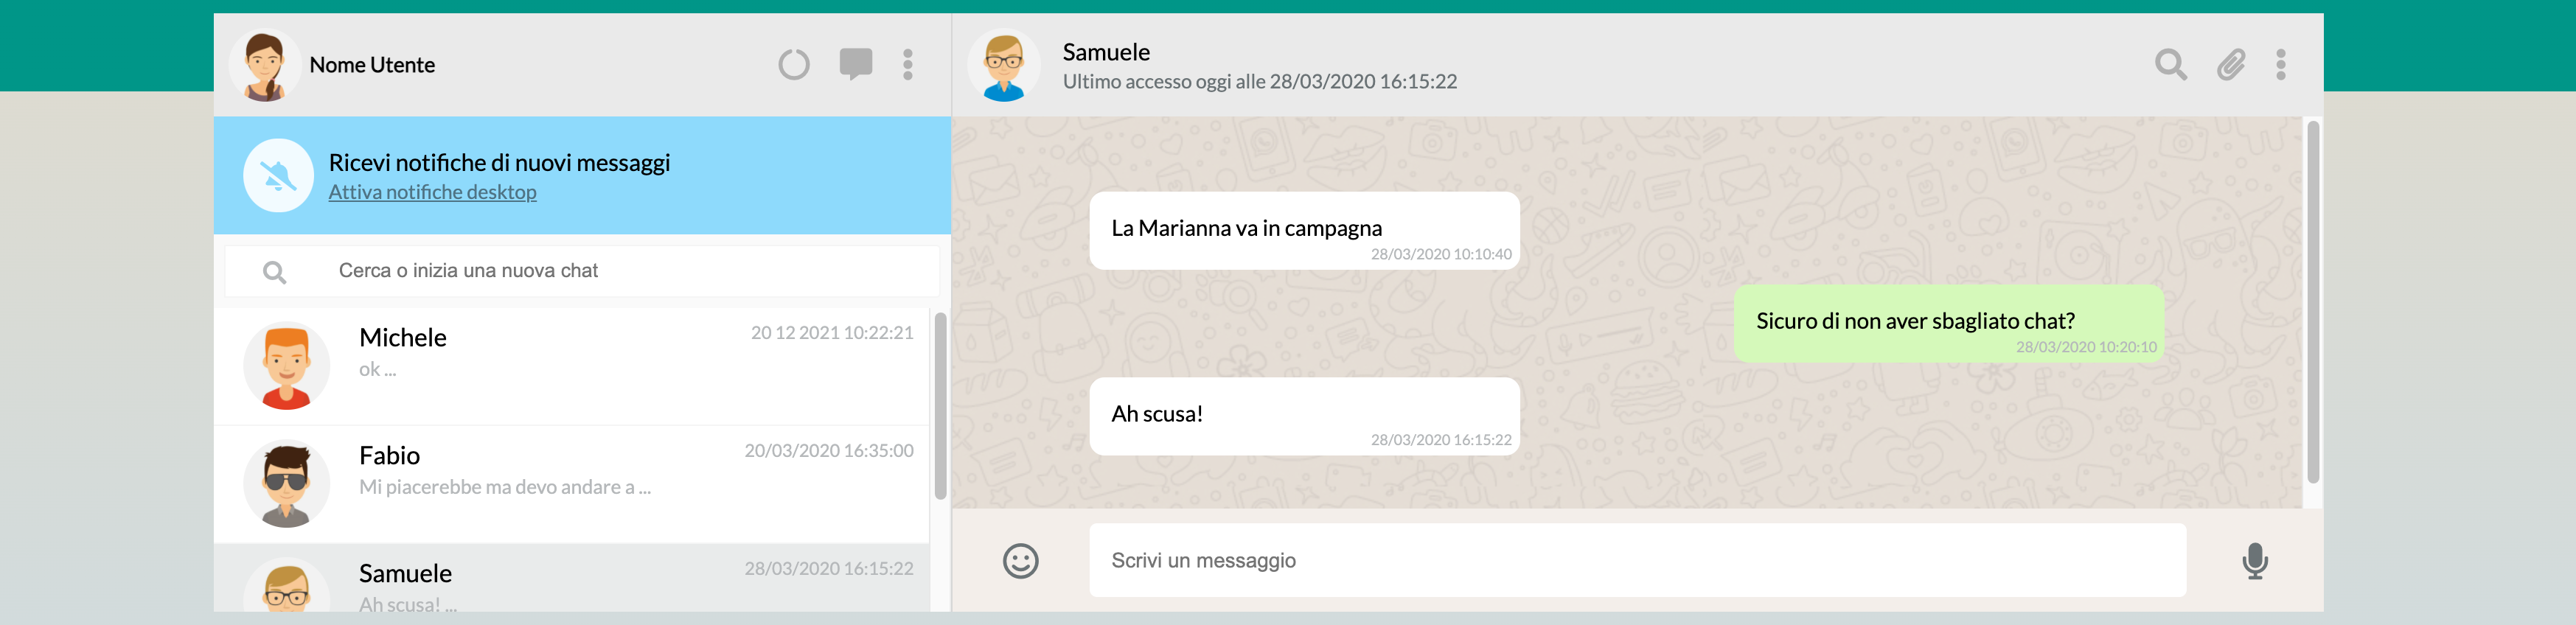 Nome Utente
Ricevi notifiche di nuovi messaggi
Attiva notifiche desktop
Cerca o inizia una nuova chat
Michele
20 12 2021 10:22:21
ok ...
Fabio
20/03/2020 16:35:00
Mi piacerebbe ma devo andare a ...
Samuele
28/03/2020 16:15:22
Ah scusa! ...
Samuele
Ultimo accesso oggi alle 28/03/2020 16:15:22
La Marianna va in campagna
28/03/2020 10:10:40
Sicuro di non aver sbagliato chat?
28/03/2020 10:20:10
Ah scusa!
28/03/2020 16:15:22
Scrivi un messaggio